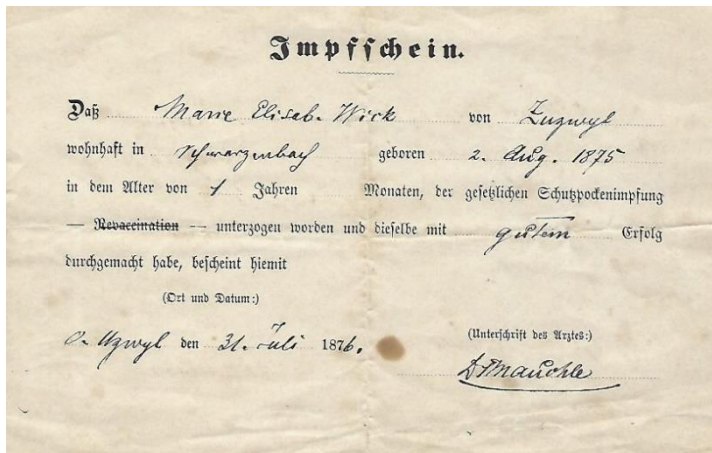 Impfschein.
Daß Marie Elisab. Wick von Zuzwyl
wohnhaft in Schwarzenbach geboren 2. Aug. 1875
in dem Alter von 1 Jahren Monaten, der gesetzlichen Schutzpockenimpfung
— Revaccination — unterzogen worden und dieselbe mit gutem Erfolg
durchgemacht habe, bescheint hiemit
(Ort und Datum:)
O. Uzwyl den 31. Juli 1876.
(Unterschrift des Arztes:)